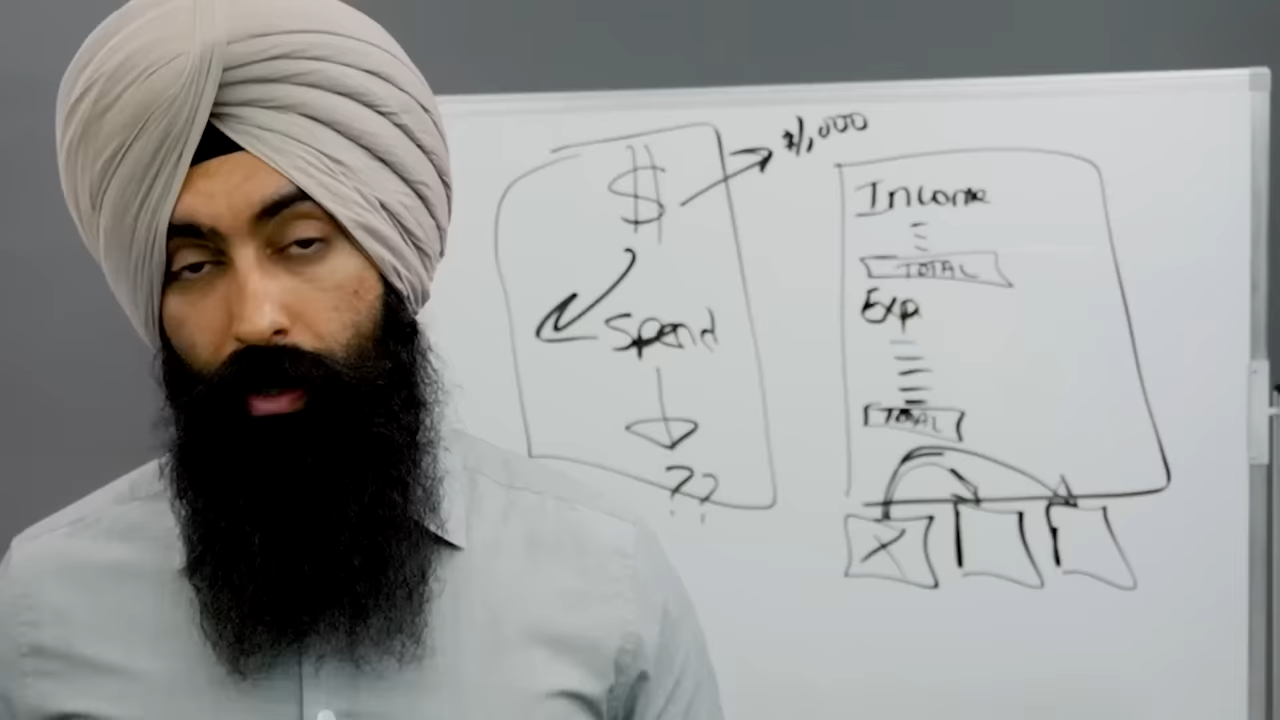 $
$1,000
Spend
??
Income
TOTAL
Exp
TOTAL
X